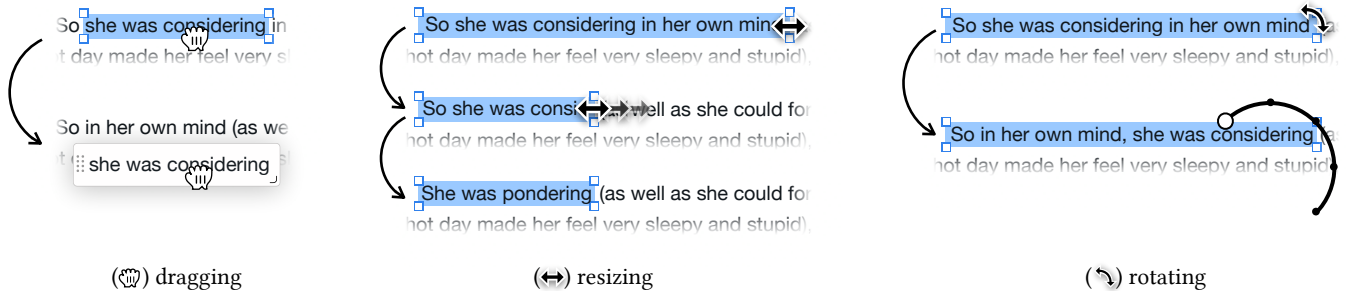 So she was considering in
t day made her feel very sl
So in her own mind (as we
she was considering
dragging
So she was considering in her own min
hot day made her feel very sleepy and stupid),
So she was consi as well as she could for
hot day made her feel very sleepy and stupid),
She was pondering (as well as she could for
hot day made her feel very sleepy and stupid),
resizing
So she was considering in her own mind
hot day made her feel very sleepy and stupid),
So in her own mind, she was considering (as
hot day made her feel very sleepy and stupid)
rotating